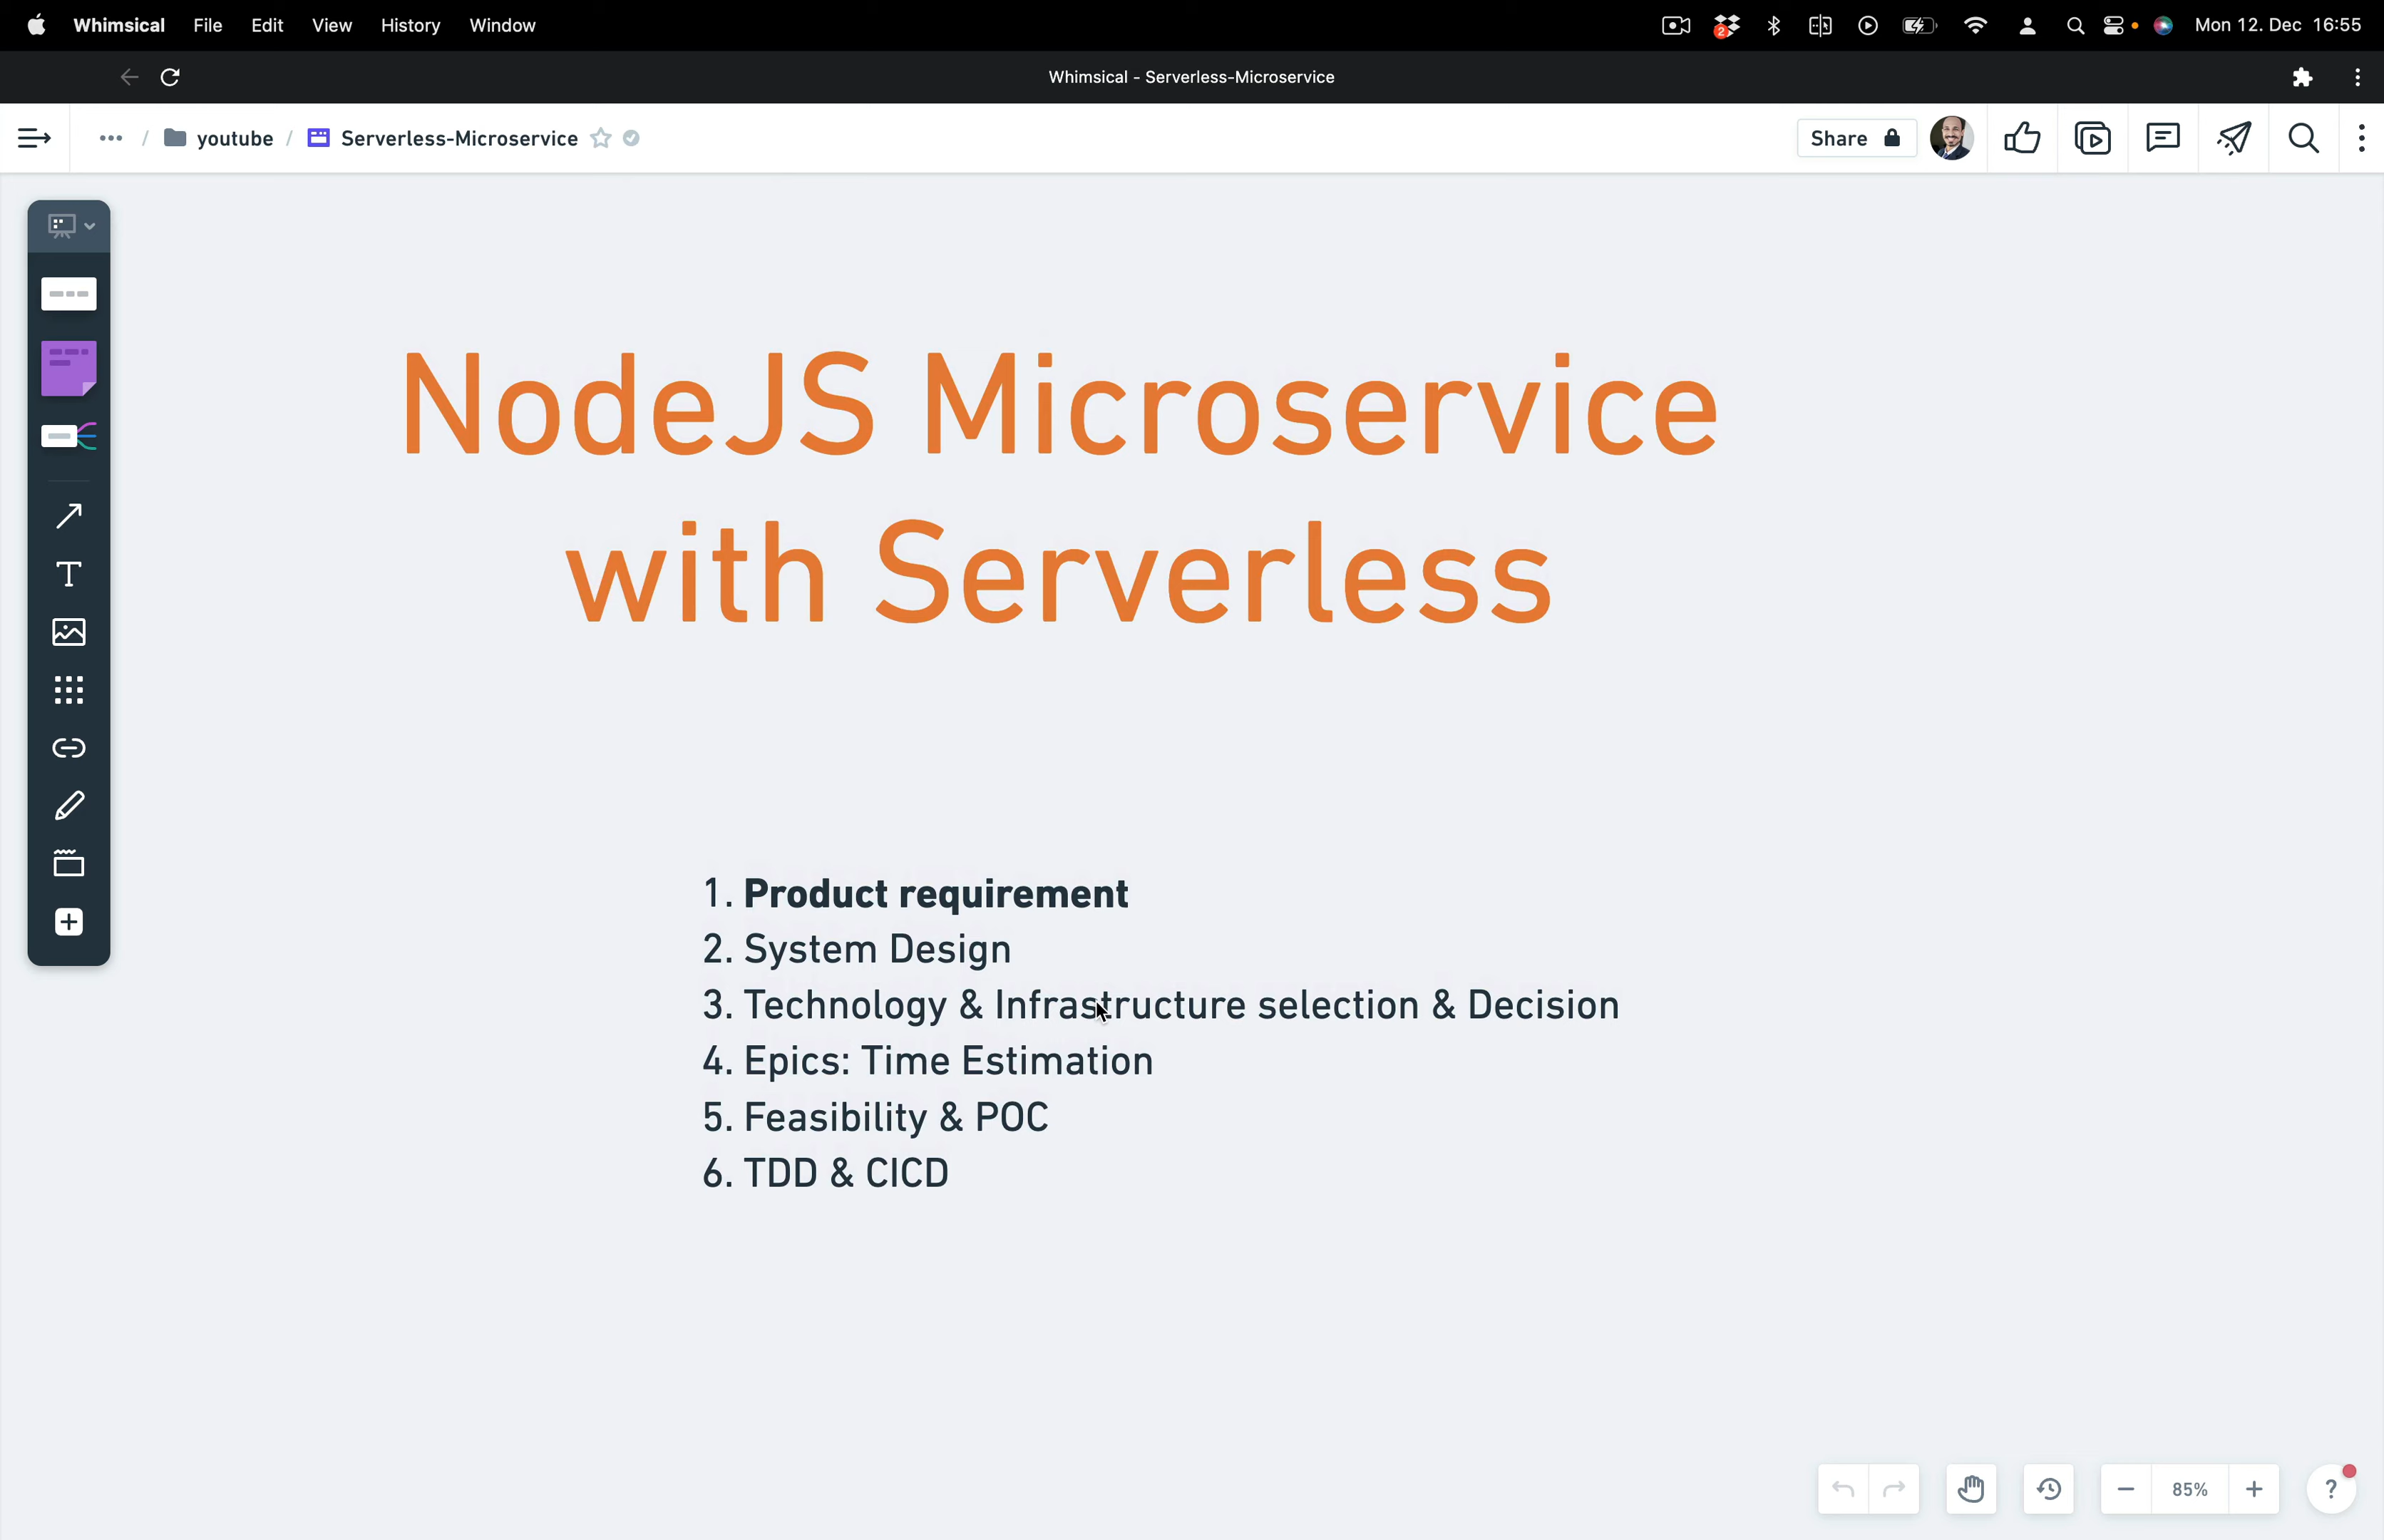 Whimsical File Edit View History Window 2 Mon 12. Dec 16:55
Whimsical - Serverless-Microservice
... / youtube / Serverless-Microservice Share
NodeJS Microservice
with Serverless
1. Product requirement
2. System Design
3. Technology & Infrastructure selection & Decision
4. Epics: Time Estimation
5. Feasibility & POC
6. TDD & CICD
85% ?